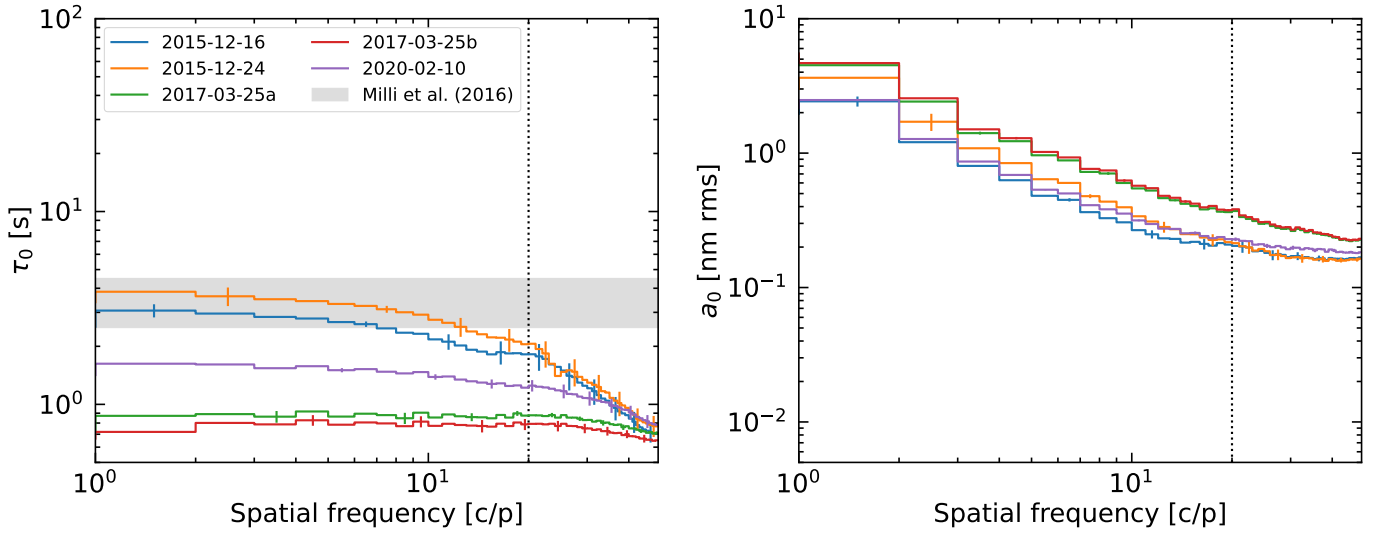 10²
10¹
10⁰
τ₀ [s]
2015-12-16
2015-12-24
2017-03-25a
2017-03-25b
2020-02-10
Milli et al. (2016)
10⁰
10¹
Spatial frequency [c/p]
10¹
10⁰
10⁻¹
10⁻²
a₀ [nm rms]
10⁰
10¹
Spatial frequency [c/p]